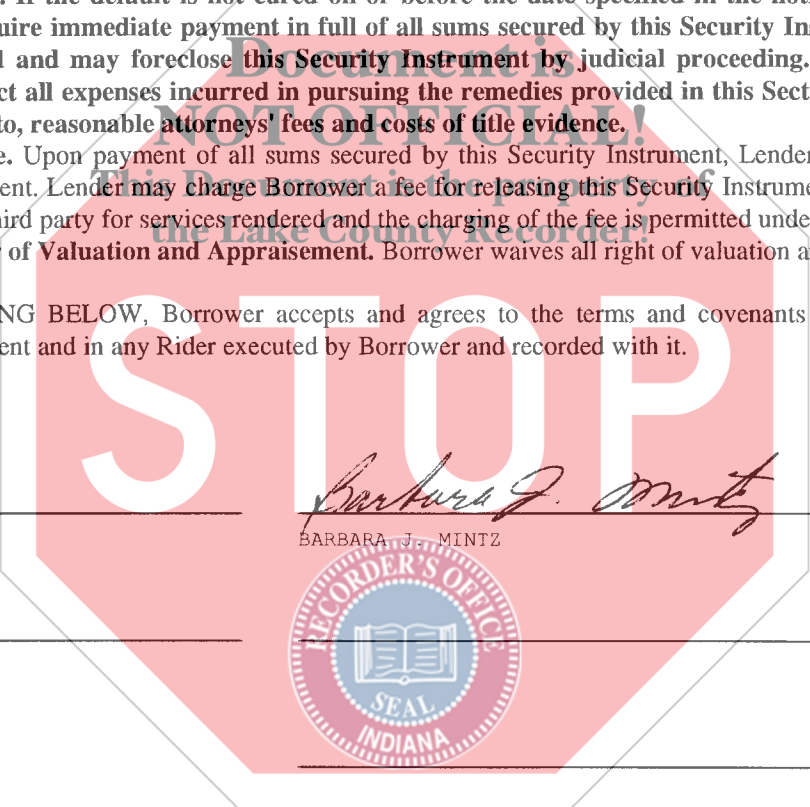 . If the default is not cured on or before the date specified in the noti
uire immediate payment in full of all sums secured by this Security Ins
Document is
d and may foreclose this Security Instrument by judicial proceeding.
ct all expenses incurred in pursuing the remedies provided in this Sect
NOT OFFICIAL!
to, reasonable attorneys' fees and costs of title evidence.
e. Upon payment of all sums secured by this Security Instrument, Lender
This Document is the property of
ent. Lender may charge Borrower a fee for releasing this Security Instrume
hird party for services rendered and the charging of the fee is permitted unde
the Lake County Recorder!
r of Valuation and Appraisement. Borrower waives all right of valuation a
NG BELOW, Borrower accepts and agrees to the terms and covenants
ent and in any Rider executed by Borrower and recorded with it.
STOP
Barbara J. Mintz
BARBARA J. MINTZ
RECORDER'S OFFICE
SEAL
INDIANA